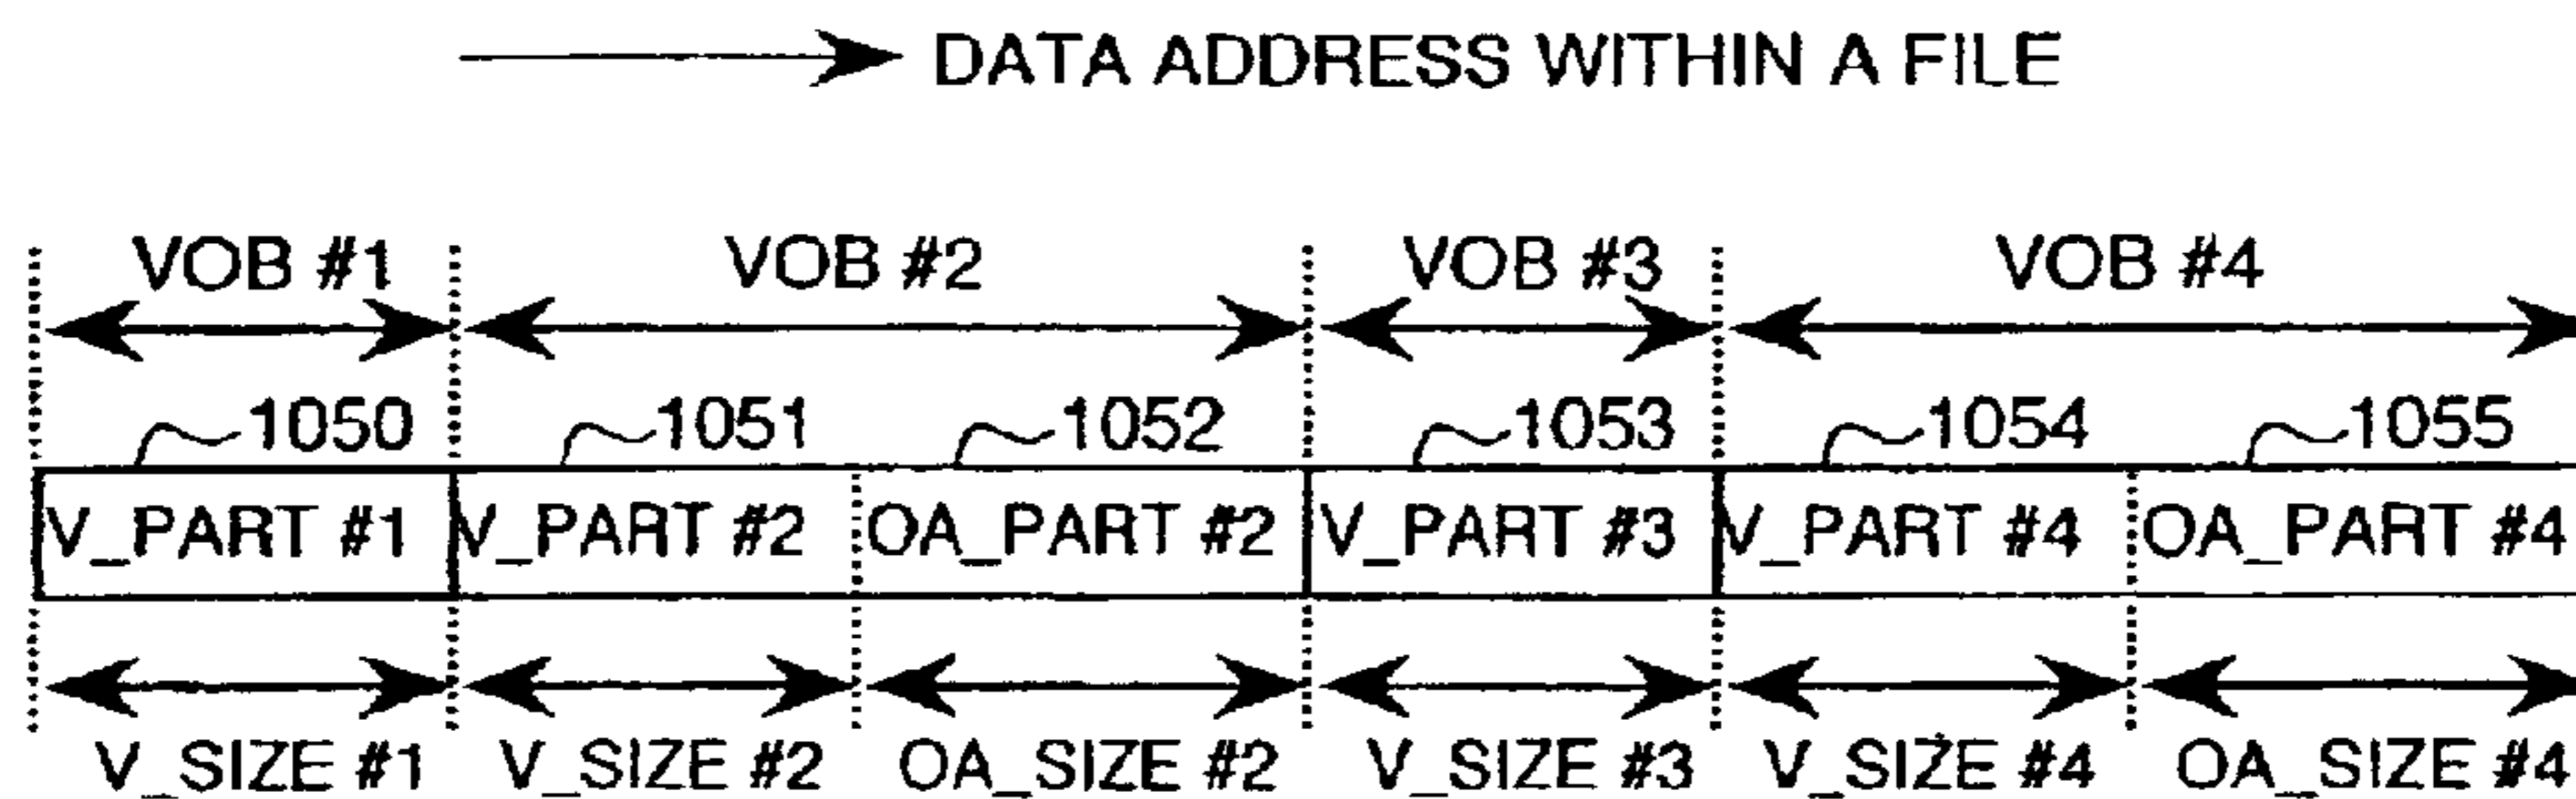 DATA ADDRESS WITHIN A FILE
VOB #1 VOB #2 VOB #3 VOB #4
1050 1051 1052 1053 1054 1055
V_PART #1 V_PART #2 OA_PART #2 V_PART #3 V_PART #4 OA_PART #4
V_SIZE #1 V_SIZE #2 OA_SIZE #2 V_SIZE #3 V_SIZE #4 OA_SIZE #4